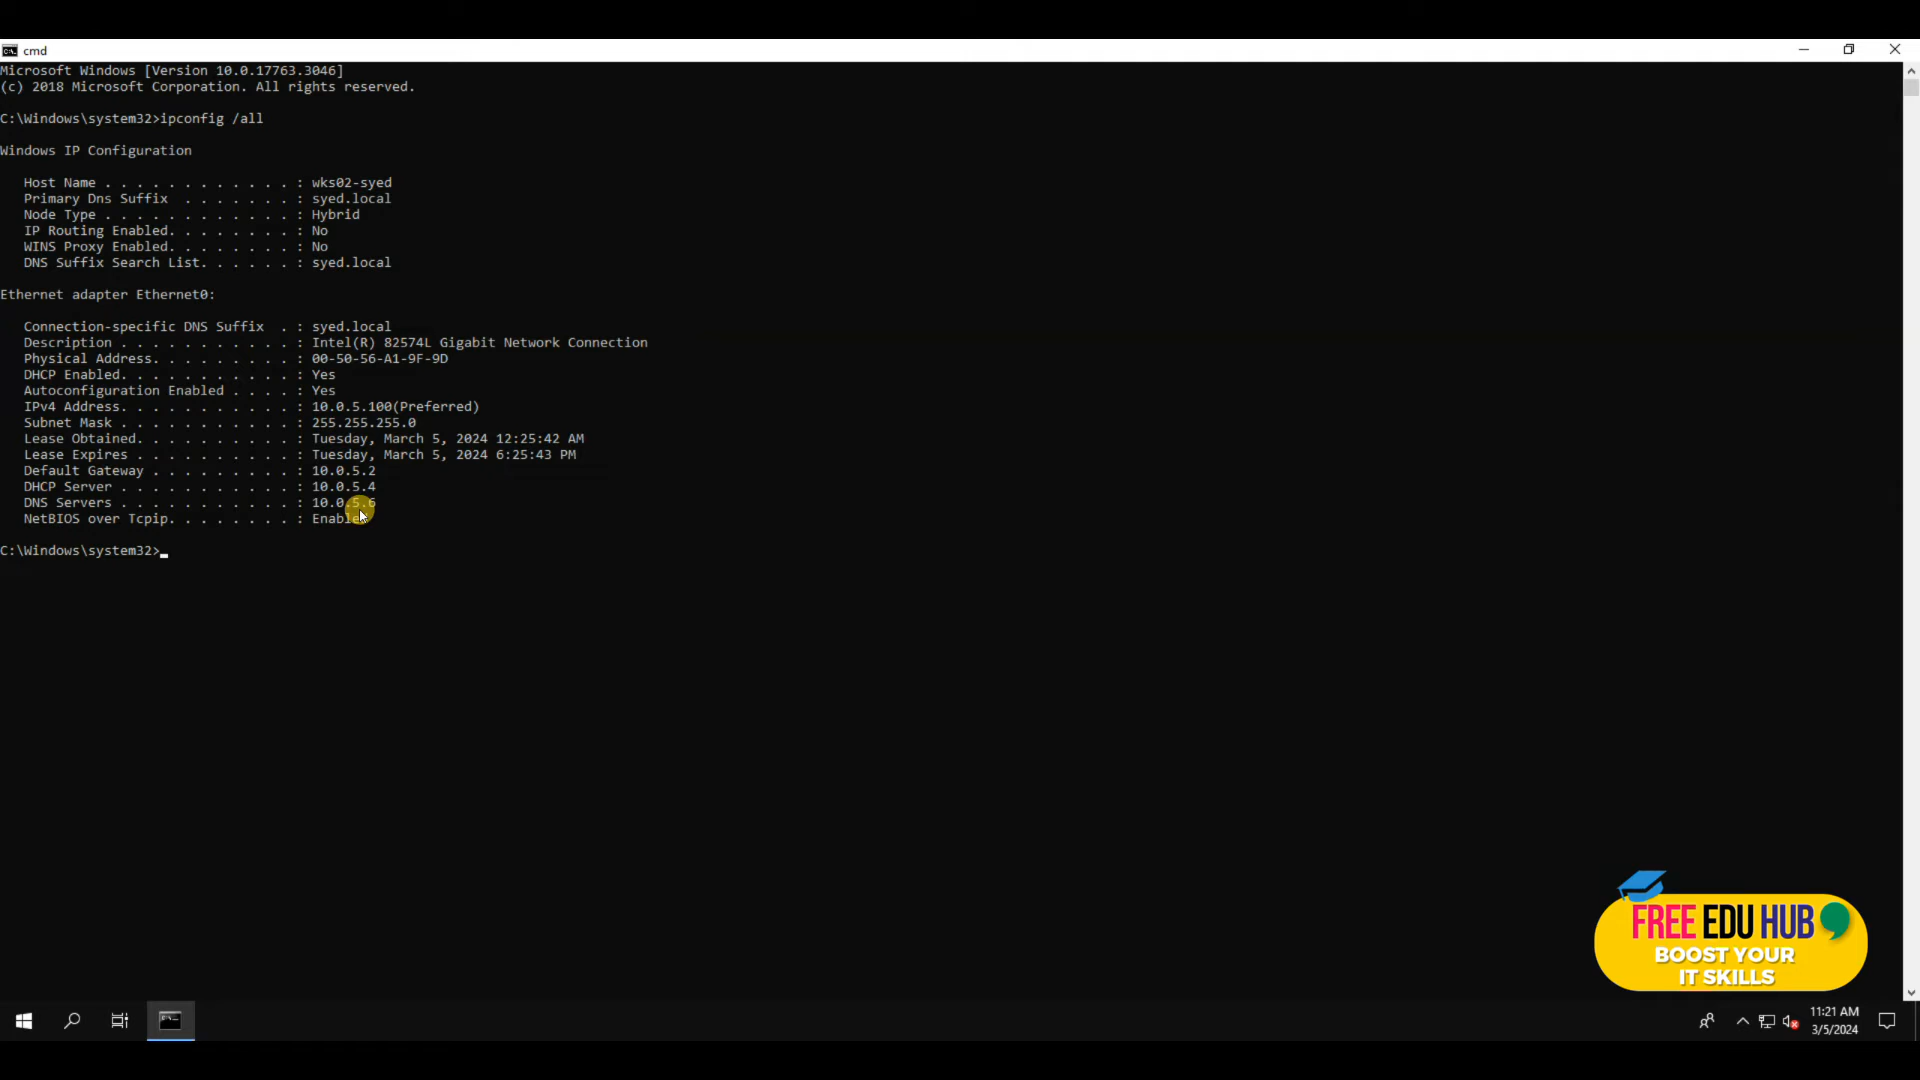 cmd
Microsoft Windows [Version 10.0.17763.3046]
(c) 2018 Microsoft Corporation. All rights reserved.
C:\Windows\system32>ipconfig /all
Windows IP Configuration
Host Name . . . . . . . . . . . . : wks02-syed
Primary Dns Suffix  . . . . . . . : syed.local
Node Type . . . . . . . . . . . . : Hybrid
IP Routing Enabled. . . . . . . . : No
WINS Proxy Enabled. . . . . . . . : No
DNS Suffix Search List. . . . . . : syed.local
Ethernet adapter Ethernet0:
Connection-specific DNS Suffix  . : syed.local
Description . . . . . . . . . . . : Intel(R) 82574L Gigabit Network Connection
Physical Address. . . . . . . . . : 00-50-56-A1-9F-9D
DHCP Enabled. . . . . . . . . . . : Yes
Autoconfiguration Enabled . . . . : Yes
IPv4 Address. . . . . . . . . . . : 10.0.5.100(Preferred)
Subnet Mask . . . . . . . . . . . : 255.255.255.0
Lease Obtained. . . . . . . . . . : Tuesday, March 5, 2024 12:25:42 AM
Lease Expires . . . . . . . . . . : Tuesday, March 5, 2024 6:25:43 PM
Default Gateway . . . . . . . . . : 10.0.5.2
DHCP Server . . . . . . . . . . . : 10.0.5.4
DNS Servers . . . . . . . . . . . : 10.0.5.6
NetBIOS over Tcpip. . . . . . . . : Enabled
C:\Windows\system32>
FREE EDU HUB
BOOST YOUR
IT SKILLS
11:21 AM
3/5/2024